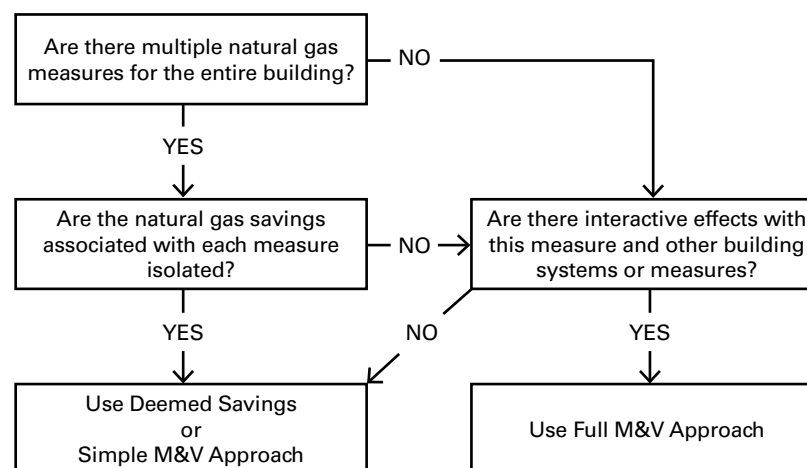 Are there multiple natural gas
measures for the entire building?
NO
YES
Are the natural gas savings
associated with each measure
isolated?
NO
Are there interactive effects with
this measure and other building
systems or measures?
YES
NO
YES
Use Deemed Savings
or
Simple M&V Approach
Use Full M&V Approach